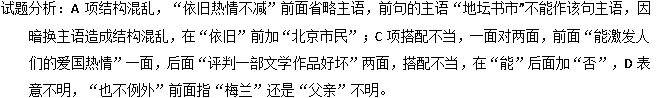 试题分析：A 项结构混乱，“依旧热情不减”前面省略主语，前句的主语“地坛书市”不能作该句主语，因
暗换主语造成结构混乱，在“依旧”前加“北京市民”；C 项搭配不当，一面对两面，前面“能激发人
们的爱国热情”一面，后面“评判一部文学作品好坏”两面，搭配不当，在“能”后面加“否”，D 表
意不明，“也不例外”前面指“梅兰”还是“父亲”不明。